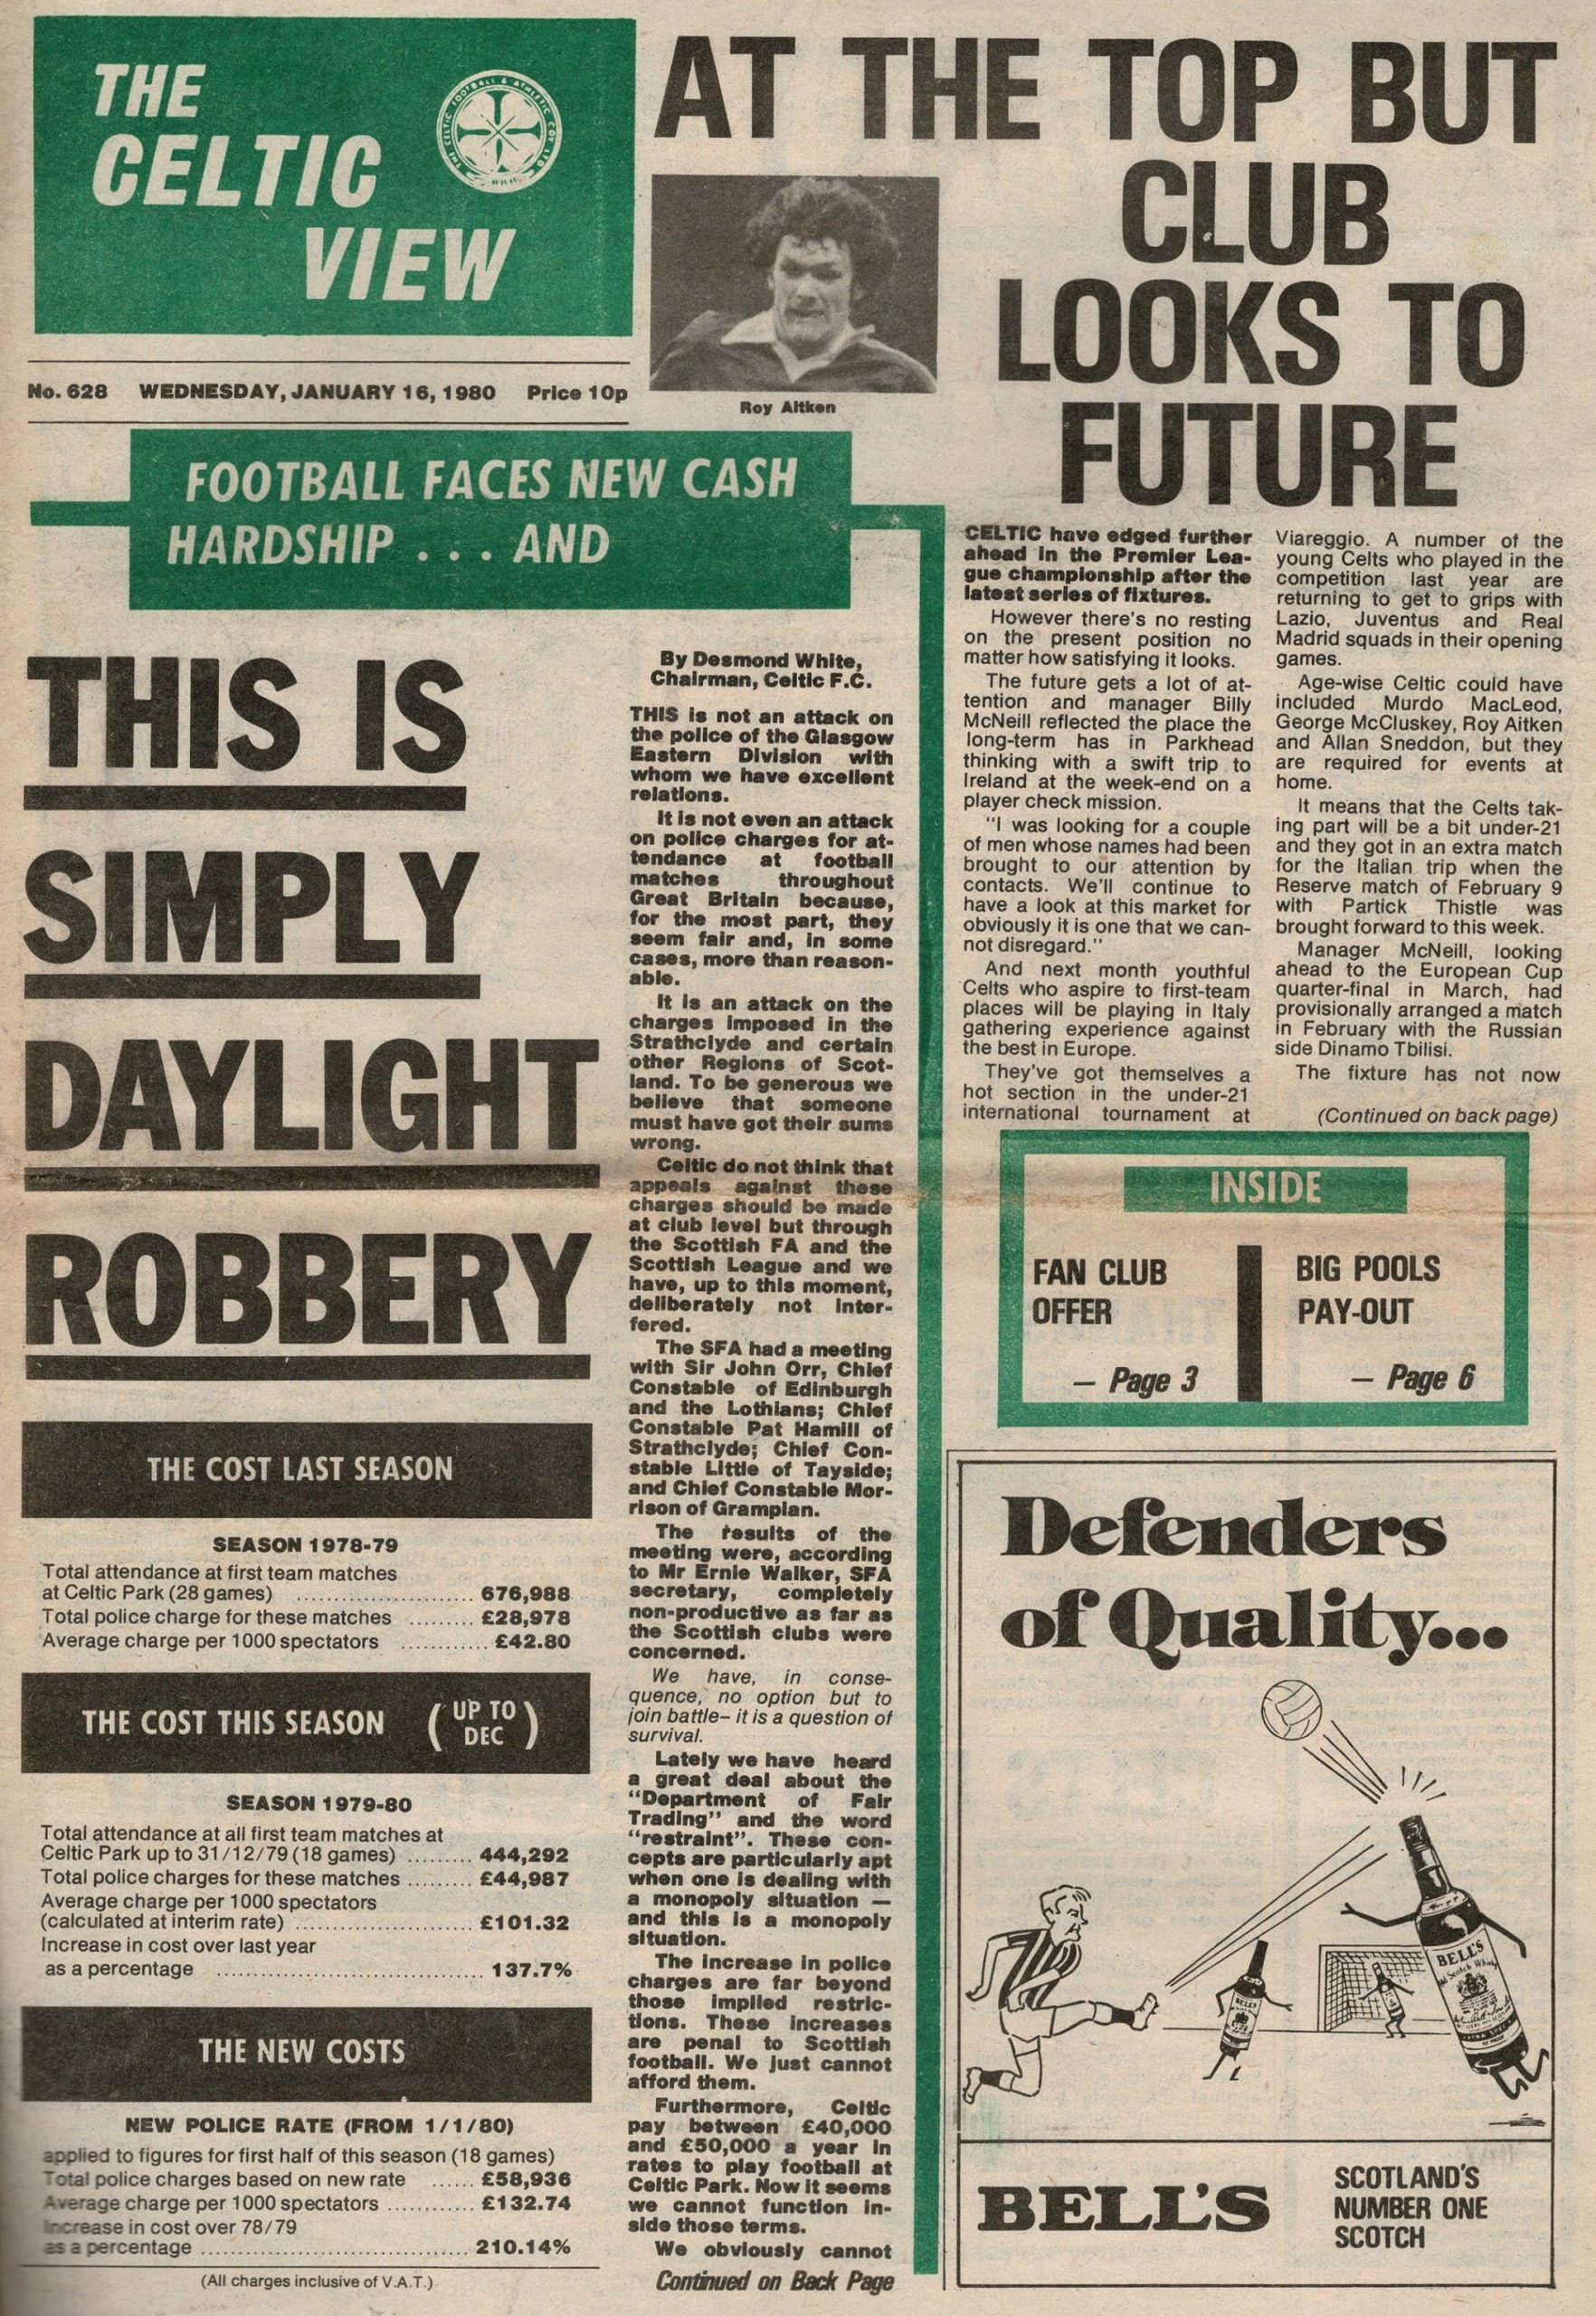 THE
CELTIC
VIEW
THE CELTIC FOOTBALL & ATHLETIC COY LTD
No. 628 WEDNESDAY, JANUARY 16, 1980 Price 10p
AT THE TOP BUT
CLUB
LOOKS TO
FUTURE
Roy Aitken
FOOTBALL FACES NEW CASH
HARDSHIP . . . AND
THIS IS
SIMPLY
DAYLIGHT
ROBBERY
THE COST LAST SEASON
SEASON 1978-79
Total attendance at first team matches
at Celtic Park (28 games) ........................ 676,988
Total police charge for these matches ......... £28,978
Average charge per 1000 spectators ............ £42.80
THE COST THIS SEASON (UP TO
DEC)
SEASON 1979-80
Total attendance at all first team matches at
Celtic Park up to 31/12/79 (18 games) ......... 444,292
Total police charges for these matches ......... £44,987
Average charge per 1000 spectators
(calculated at interim rate) ........................ £101.32
Increase in cost over last year
as a percentage .................................... 137.7%
THE NEW COSTS
NEW POLICE RATE (FROM 1/1/80)
applied to figures for first half of this season (18 games)
Total police charges based on new rate ...... £58,936
Average charge per 1000 spectators ............ £132.74
Increase in cost over 78/79
as a percentage .................................... 210.14%
(All charges inclusive of V.A.T.)
By Desmond White,
Chairman, Celtic F.C.
THIS is not an attack on
the police of the Glasgow
Eastern Division with
whom we have excellent
relations.
It is not even an attack
on police charges for at-
tendance at football
matches throughout
Great Britain because,
for the most part, they
seem fair and, in some
cases, more than reason-
able.
It is an attack on the
charges imposed in the
Strathclyde and certain
other Regions of Scot-
land. To be generous we
believe that someone
must have got their sums
wrong.
Celtic do not think that
appeals against these
charges should be made
at club level but through
the Scottish FA and the
Scottish League and we
have, up to this moment,
deliberately not inter-
fered.
The SFA had a meeting
with Sir John Orr, Chief
Constable of Edinburgh
and the Lothians; Chief
Constable Pat Hamill of
Strathclyde; Chief Con-
stable Little of Tayside;
and Chief Constable Mor-
rison of Grampian.
The results of the
meeting were, according
to Mr Ernie Walker, SFA
secretary, completely
non-productive as far as
the Scottish clubs were
concerned.
We have, in conse-
quence, no option but to
join battle– it is a question of
survival.
Lately we have heard
a great deal about the
"Department of Fair
Trading" and the word
"restraint". These con-
cepts are particularly apt
when one is dealing with
a monopoly situation —
and this is a monopoly
situation.
The increase in police
charges are far beyond
those implied restric-
tions. These increases
are penal to Scottish
football. We just cannot
afford them.
Furthermore, Celtic
pay between £40,000
and £50,000 a year in
rates to play football at
Celtic Park. Now it seems
we cannot function in-
side those terms.
We obviously cannot
Continued on Back Page
CELTIC have edged further
ahead in the Premier Lea-
gue championship after the
latest series of fixtures.
However there's no resting
on the present position no
matter how satisfying it looks.
The future gets a lot of at-
tention and manager Billy
McNeill reflected the place the
long-term has in Parkhead
thinking with a swift trip to
Ireland at the week-end on a
player check mission.
"I was looking for a couple
of men whose names had been
brought to our attention by
contacts. We'll continue to
have a look at this market for
obviously it is one that we can-
not disregard."
And next month youthful
Celts who aspire to first-team
places will be playing in Italy
gathering experience against
the best in Europe.
They've got themselves a
hot section in the under-21
international tournament at
Viareggio. A number of the
young Celts who played in the
competition last year are
returning to get to grips with
Lazio, Juventus and Real
Madrid squads in their opening
games.
Age-wise Celtic could have
included Murdo MacLeod,
George McCluskey, Roy Aitken
and Allan Sneddon, but they
are required for events at
home.
It means that the Celts tak-
ing part will be a bit under-21
and they got in an extra match
for the Italian trip when the
Reserve match of February 9
with Partick Thistle was
brought forward to this week.
Manager McNeill, looking
ahead to the European Cup
quarter-final in March, had
provisionally arranged a match
in February with the Russian
side Dinamo Tbilisi.
The fixture has not now
(Continued on back page)
INSIDE
FAN CLUB
OFFER
— Page 3
BIG POOLS
PAY-OUT
— Page 6
Defenders
of Quality...
BELL'S
Scotch Whisky
BELL'S
BELL'S
SCOTLAND'S
NUMBER ONE
SCOTCH